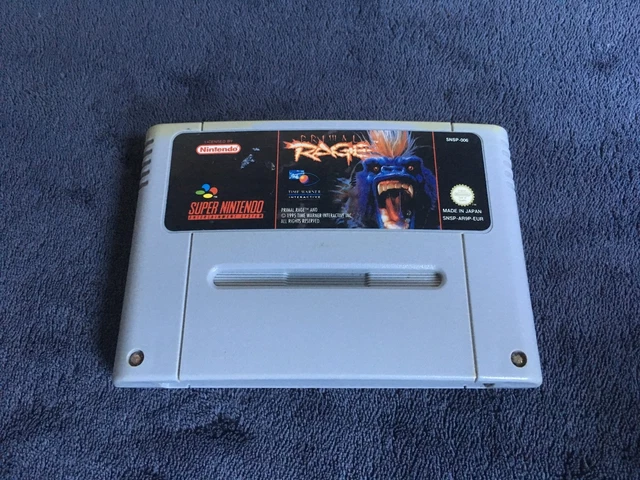 LICENSED BY
Nintendo
SUPER NINTENDO
ENTERTAINMENT SYSTEM
PRIMAL
RAGE
TIME WARNER
INTERACTIVE
PRIMAL RAGE™ AND
© 1995 TIME WARNER INTERACTIVE INC.
ALL RIGHTS RESERVED.
SNSP-006
MADE IN JAPAN
SNSP-AR9P-EUR